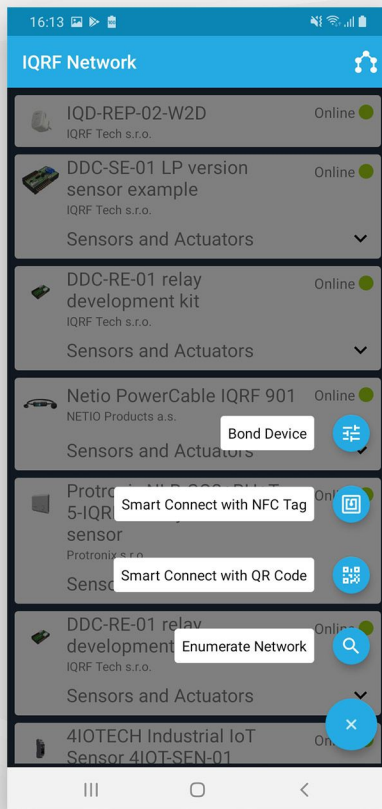 16:13
IQRF Network
IQD-REP-02-W2D
Online
IQRF Tech s.r.o.
DDC-SE-01 LP version
Online
sensor example
IQRF Tech s.r.o.
Sensors and Actuators
DDC-RE-01 relay
Online
development kit
IQRF Tech s.r.o.
Sensors and Actuators
Netio PowerCable IQRF 901
Online
NETIO Products a.s.
Bond Device
Sensors and Actuators
Smart Connect with NFC Tag
5-IQR
sensor
Protronix s.r.o.
Smart Connect with QR Code
DDC-RE-01 relay
Online
development
Enumerate Network
IQRF Tech s.r.o.
Sensors and Actuators
4IOTECH Industrial IoT
Sensor 4IOT-SEN-01